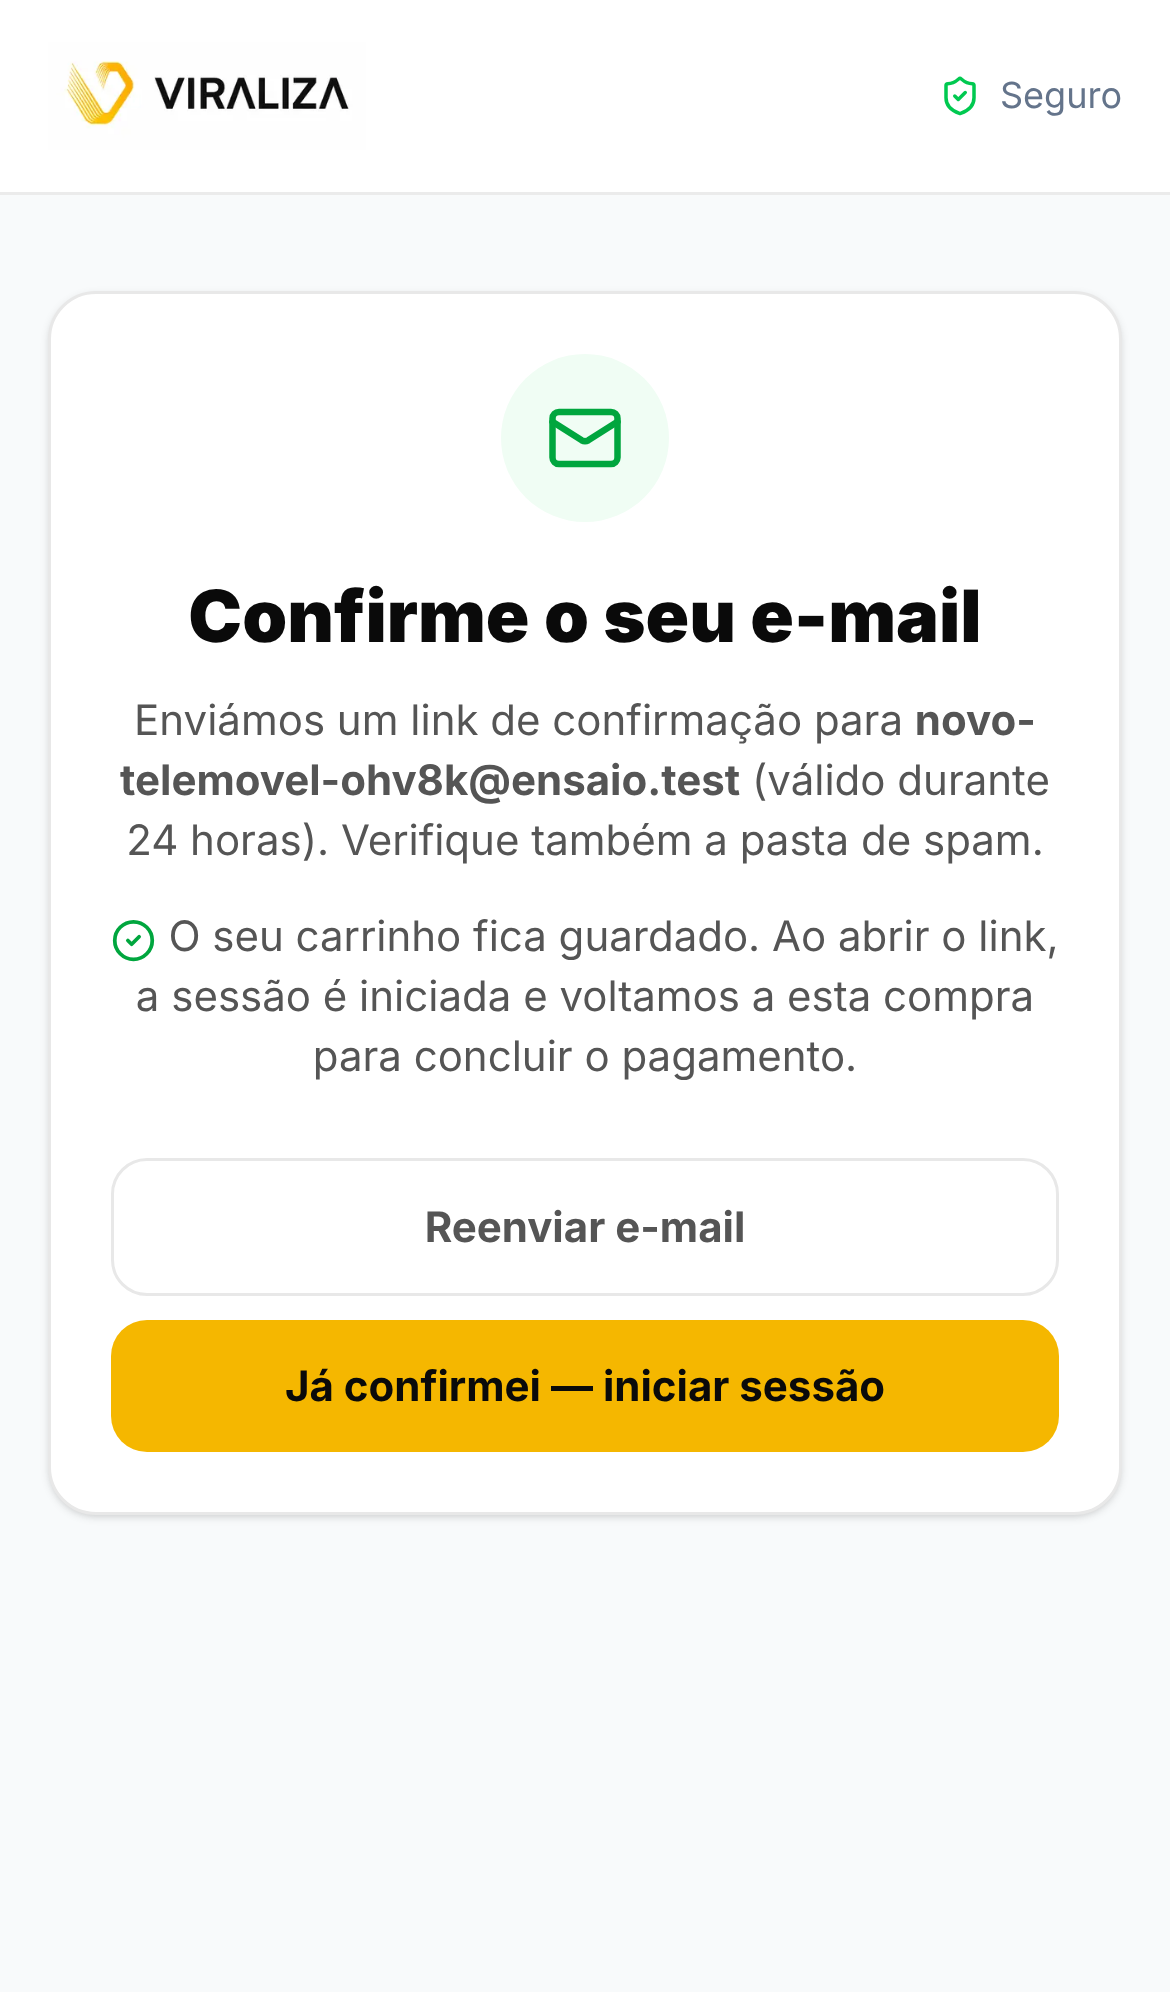 VIRALIZA
Seguro
Confirme o seu e-mail
Enviámos um link de confirmação para novo-
telemovel-ohv8k@ensaio.test (válido durante
24 horas). Verifique também a pasta de spam.
O seu carrinho fica guardado. Ao abrir o link,
a sessão é iniciada e voltamos a esta compra
para concluir o pagamento.
Reenviar e-mail
Já confirmei — iniciar sessão